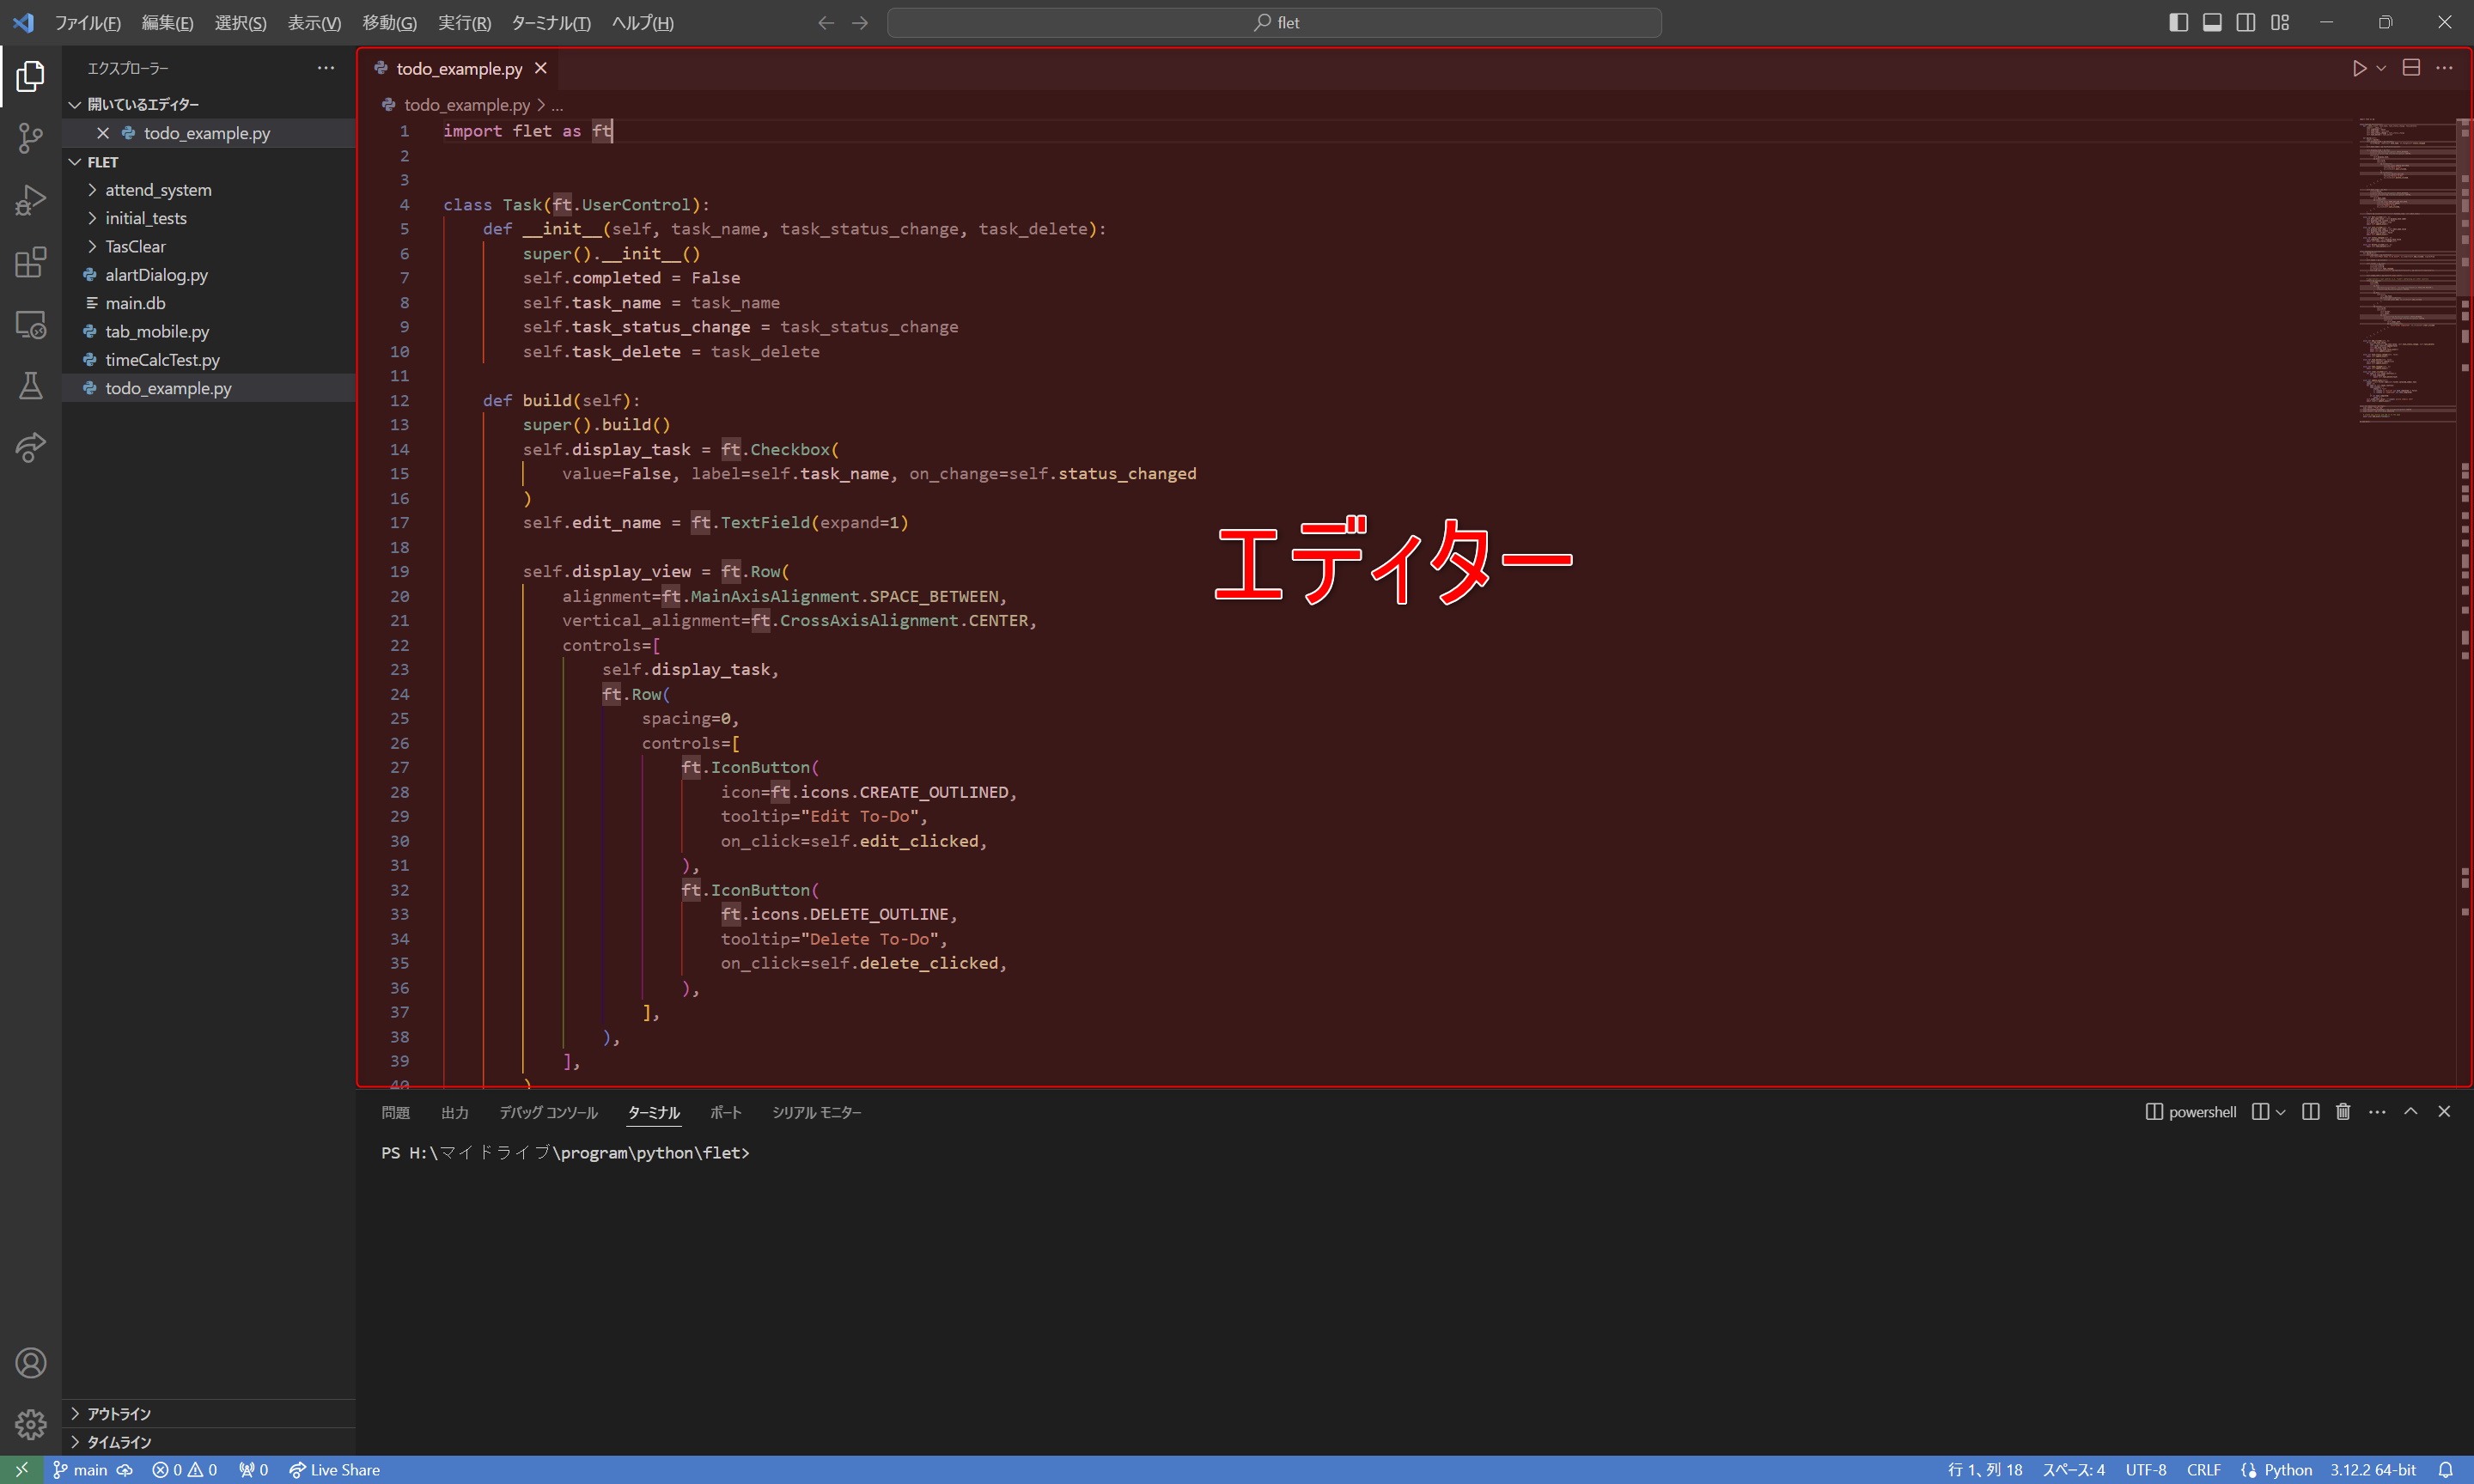 ファイル(F) 編集(E) 選択(S) 表示(V) 移動(G) 実行(R) ターミナル(T) ヘルプ(H)
flet
エクスプローラー
開いているエディター
todo_example.py
FLET
attend_system
initial_tests
TasClear
alartDialog.py
main.db
tab_mobile.py
timeCalcTest.py
todo_example.py
アウトライン
タイムライン
todo_example.py
todo_example.py > ...
1 import flet as ft
2
3
4 class Task(ft.UserControl):
5 def __init__(self, task_name, task_status_change, task_delete):
6 super().__init__()
7 self.completed = False
8 self.task_name = task_name
9 self.task_status_change = task_status_change
10 self.task_delete = task_delete
11
12 def build(self):
13 super().build()
14 self.display_task = ft.Checkbox(
15 value=False, label=self.task_name, on_change=self.status_changed
16 )
17 self.edit_name = ft.TextField(expand=1)
18
19 self.display_view = ft.Row(
20 alignment=ft.MainAxisAlignment.SPACE_BETWEEN,
21 vertical_alignment=ft.CrossAxisAlignment.CENTER,
22 controls=[
23 self.display_task,
24 ft.Row(
25 spacing=0,
26 controls=[
27 ft.IconButton(
28 icon=ft.icons.CREATE_OUTLINED,
29 tooltip="Edit To-Do",
30 on_click=self.edit_clicked,
31 ),
32 ft.IconButton(
33 ft.icons.DELETE_OUTLINE,
34 tooltip="Delete To-Do",
35 on_click=self.delete_clicked,
36 ),
37 ],
38 ),
39 ],
40 )
エディター
問題 出力 デバッグ コンソール ターミナル ポート シリアル モニター
powershell
PS H:\マイドライブ\program\python\flet>
main 0 0 0 Live Share
行 1、列 18 スペース: 4 UTF-8 CRLF Python 3.12.2 64-bit